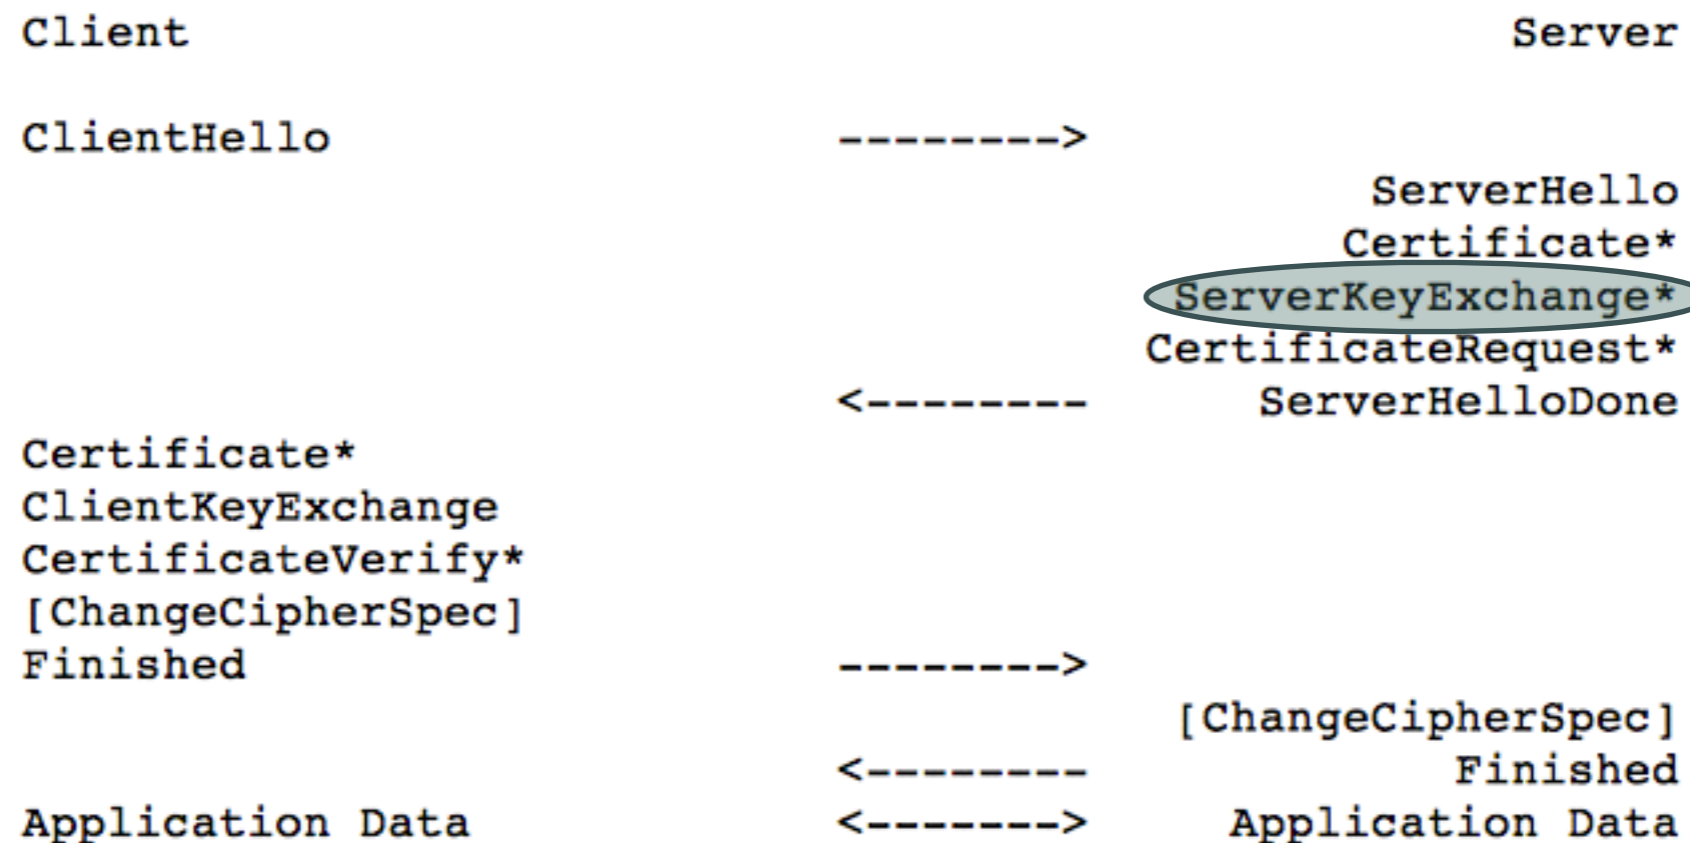 Client Server
ClientHello -------->
ServerHello
Certificate*
ServerKeyExchange*
CertificateRequest*
<-------- ServerHelloDone
Certificate*
ClientKeyExchange
CertificateVerify*
[ChangeCipherSpec]
Finished -------->
[ChangeCipherSpec]
<-------- Finished
Application Data <-------> Application Data